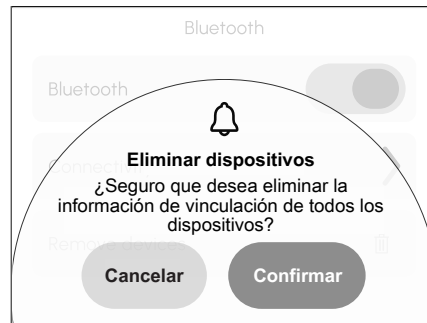 Bluetooth
Bluetooth
Eliminar dispositivos
¿Seguro que desea eliminar la
información de vinculación de todos los
dispositivos?
Cancelar
Confirmar